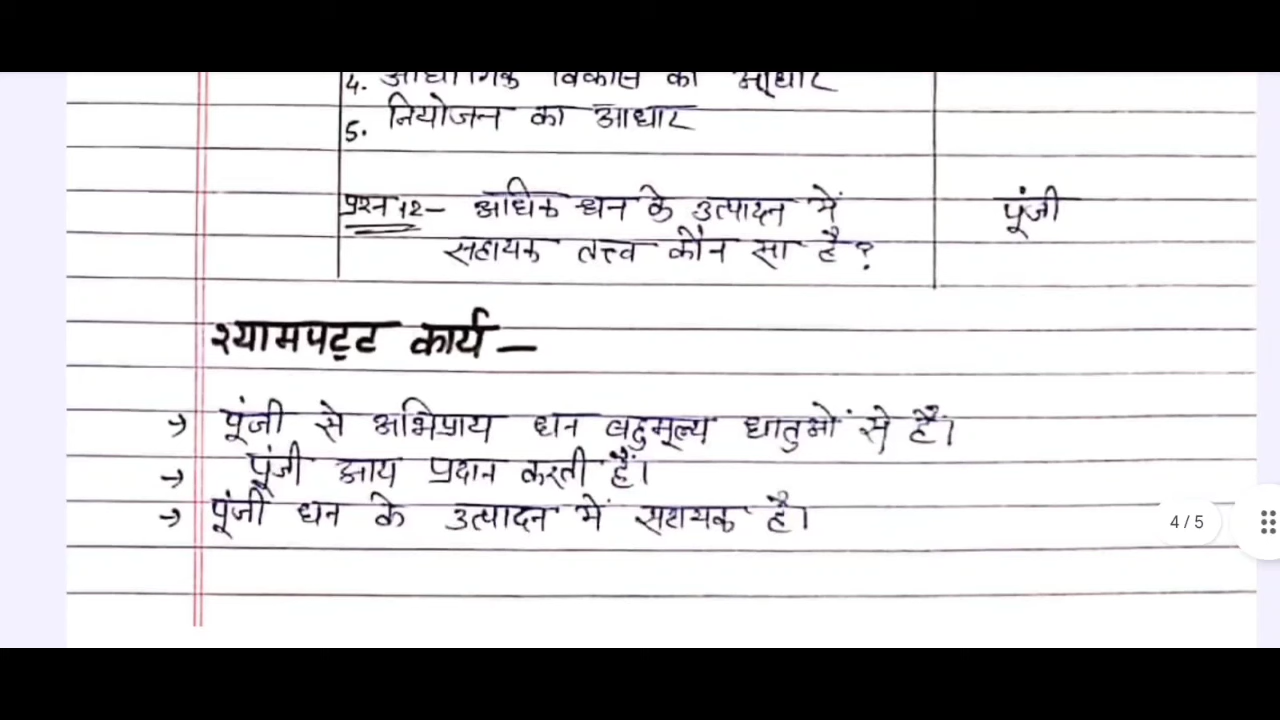 4. औद्योगिक विकास का आधार
5. नियोजन का आधार
प्रश्न 12- अधिक धन के उत्पादन में
पूंजी
सहायक तत्त्व कौन सा है?
श्यामपट्ट कार्य -
→ पूंजी से अभिप्राय धन बहुमूल्य धातुओं से है।
→ पूंजी आय प्रदान करती हैं।
→ पूंजी धन के उत्पादन में सहायक है।
4 / 5